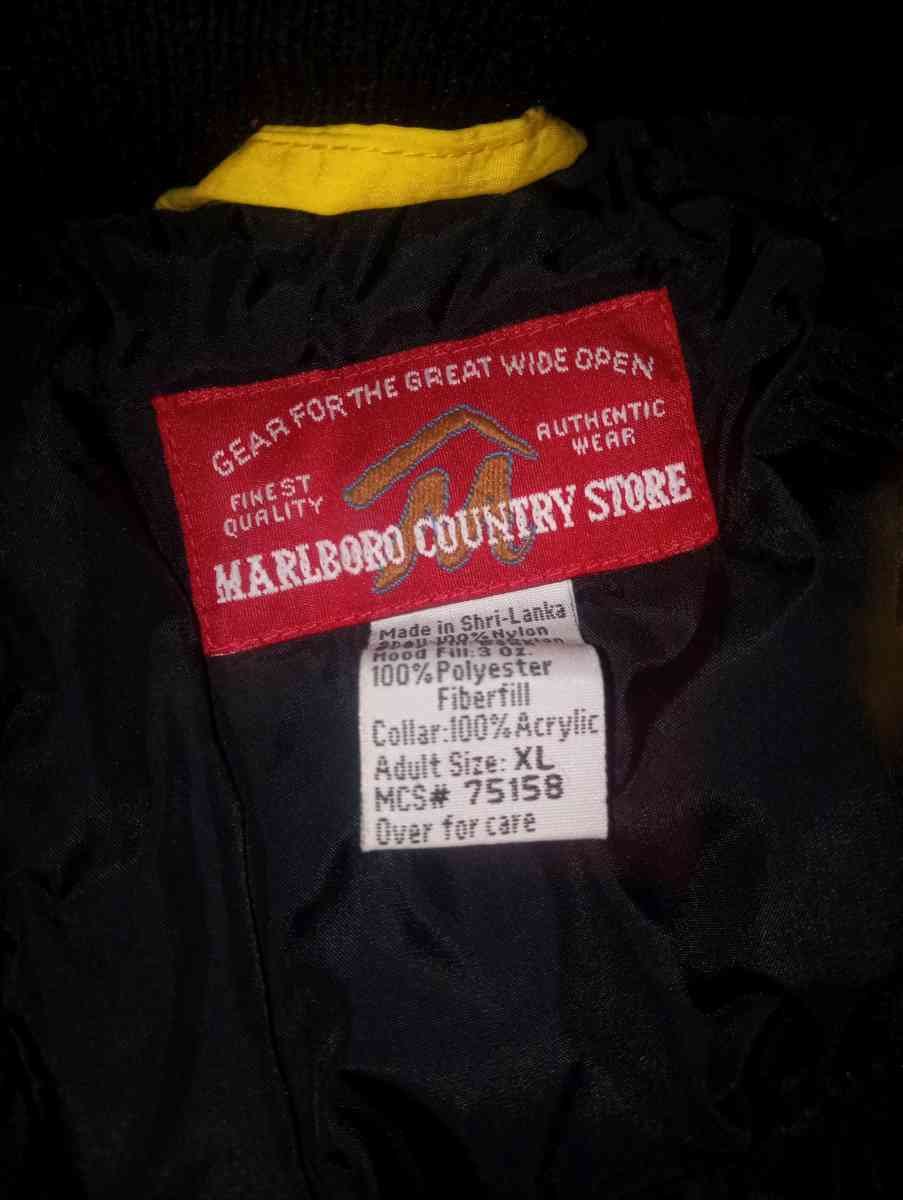 GEAR FOR THE GREAT WIDE OPEN
FINEST
QUALITY
AUTHENTIC
WEAR
M
MARLBORO COUNTRY STORE
Made in Shri-Lanka
Shell: 100% Nylon
Hood Fill: 3 Oz.
100% Polyester
Fiberfill
Collar: 100% Acrylic
Adult Size: XL
MCS# 75158
Over for care